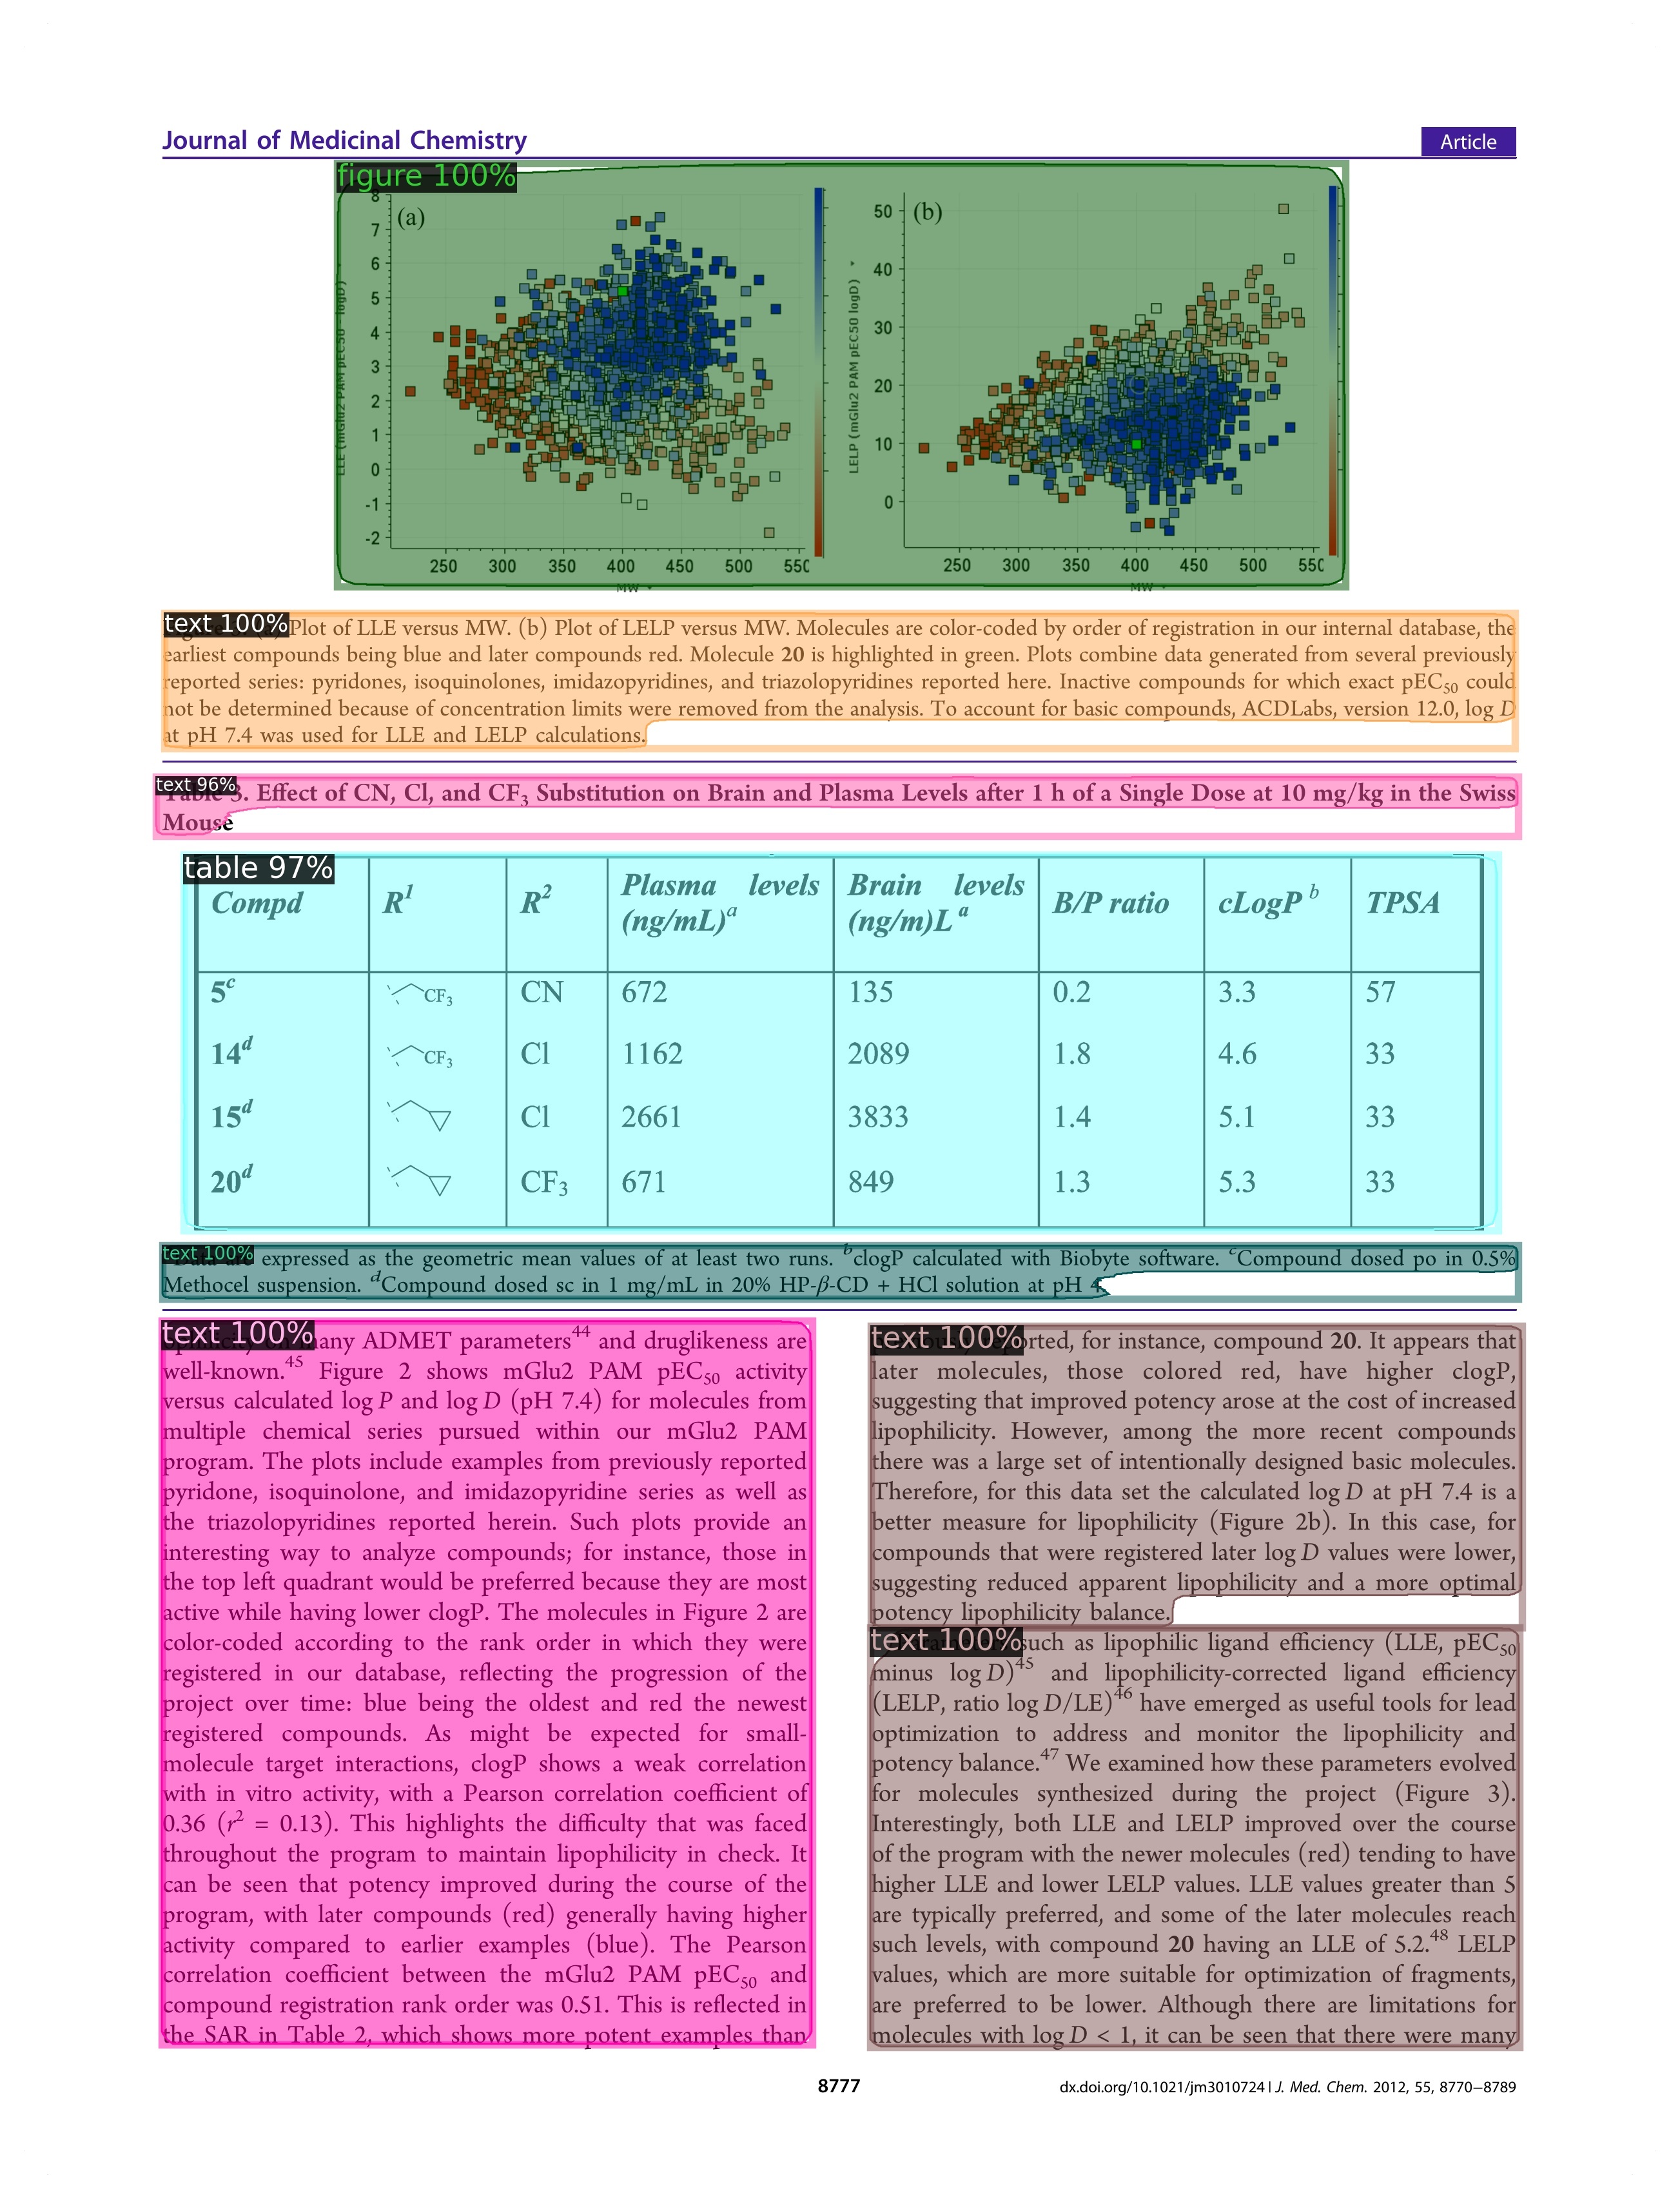 Journal of Medicinal Chemistry
Article
figure 100%
(a)
8
7
6
5
4
3
2
1
0
-1
-2
LLE (mGlu2 PAM pEC50 - logD)
250 300 350 400 450 500 550
MW
(b)
50
40
30
20
10
0
LELP (mGlu2 PAM pEC50 logD)
250 300 350 400 450 500 550
MW
text 100%
Plot of LLE versus MW. (b) Plot of LELP versus MW. Molecules are color-coded by order of registration in our internal database, the
earliest compounds being blue and later compounds red. Molecule 20 is highlighted in green. Plots combine data generated from several previously
reported series: pyridones, isoquinolones, imidazopyridines, and triazolopyridines reported here. Inactive compounds for which exact pEC50 could
not be determined because of concentration limits were removed from the analysis. To account for basic compounds, ACDLabs, version 12.0, log D
at pH 7.4 was used for LLE and LELP calculations.
text 96%
Table 3. Effect of CN, Cl, and CF3 Substitution on Brain and Plasma Levels after 1 h of a Single Dose at 10 mg/kg in the Swiss
Mouse
table 97%
Compd R1 R2 Plasma levels (ng/mL)a Brain levels (ng/m)La B/P ratio cLogP b TPSA
5c CF3 CN 672 135 0.2 3.3 57
14d CF3 Cl 1162 2089 1.8 4.6 33
15d Cl 2661 3833 1.4 5.1 33
20d CF3 671 849 1.3 5.3 33
text 100%
expressed as the geometric mean values of at least two runs. bclogP calculated with Biobyte software. cCompound dosed po in 0.5%
Methocel suspension. dCompound dosed sc in 1 mg/mL in 20% HP-β-CD + HCl solution at pH 4.
text 100%
many ADMET parameters44 and druglikeness are
well-known.45 Figure 2 shows mGlu2 PAM pEC50 activity
versus calculated log P and log D (pH 7.4) for molecules from
multiple chemical series pursued within our mGlu2 PAM
program. The plots include examples from previously reported
pyridone, isoquinolone, and imidazopyridine series as well as
the triazolopyridines reported herein. Such plots provide an
interesting way to analyze compounds; for instance, those in
the top left quadrant would be preferred because they are most
active while having lower clogP. The molecules in Figure 2 are
color-coded according to the rank order in which they were
registered in our database, reflecting the progression of the
project over time: blue being the oldest and red the newest
registered compounds. As might be expected for small-
molecule target interactions, clogP shows a weak correlation
with in vitro activity, with a Pearson correlation coefficient of
0.36 (r2 = 0.13). This highlights the difficulty that was faced
throughout the program to maintain lipophilicity in check. It
can be seen that potency improved during the course of the
program, with later compounds (red) generally having higher
activity compared to earlier examples (blue). The Pearson
correlation coefficient between the mGlu2 PAM pEC50 and
compound registration rank order was 0.51. This is reflected in
the SAR in Table 2, which shows more potent examples than
text 100%
for instance, compound 20. It appears that
later molecules, those colored red, have higher clogP,
suggesting that improved potency arose at the cost of increased
lipophilicity. However, among the more recent compounds
there was a large set of intentionally designed basic molecules.
Therefore, for this data set the calculated log D at pH 7.4 is a
better measure for lipophilicity (Figure 2b). In this case, for
compounds that were registered later log D values were lower,
suggesting reduced apparent lipophilicity and a more optimal
potency lipophilicity balance.
text 100%
such as lipophilic ligand efficiency (LLE, pEC50
minus log D)45 and lipophilicity-corrected ligand efficiency
(LELP, ratio log D/LE)46 have emerged as useful tools for lead
optimization to address and monitor the lipophilicity and
potency balance.47 We examined how these parameters evolved
for molecules synthesized during the project (Figure 3).
Interestingly, both LLE and LELP improved over the course
of the program with the newer molecules (red) tending to have
higher LLE and lower LELP values. LLE values greater than 5
are typically preferred, and some of the later molecules reach
such levels, with compound 20 having an LLE of 5.2.48 LELP
values, which are more suitable for optimization of fragments,
are preferred to be lower. Although there are limitations for
molecules with log D < 1, it can be seen that there were many
8777
dx.doi.org/10.1021/jm3010724 | J. Med. Chem. 2012, 55, 8770−8789